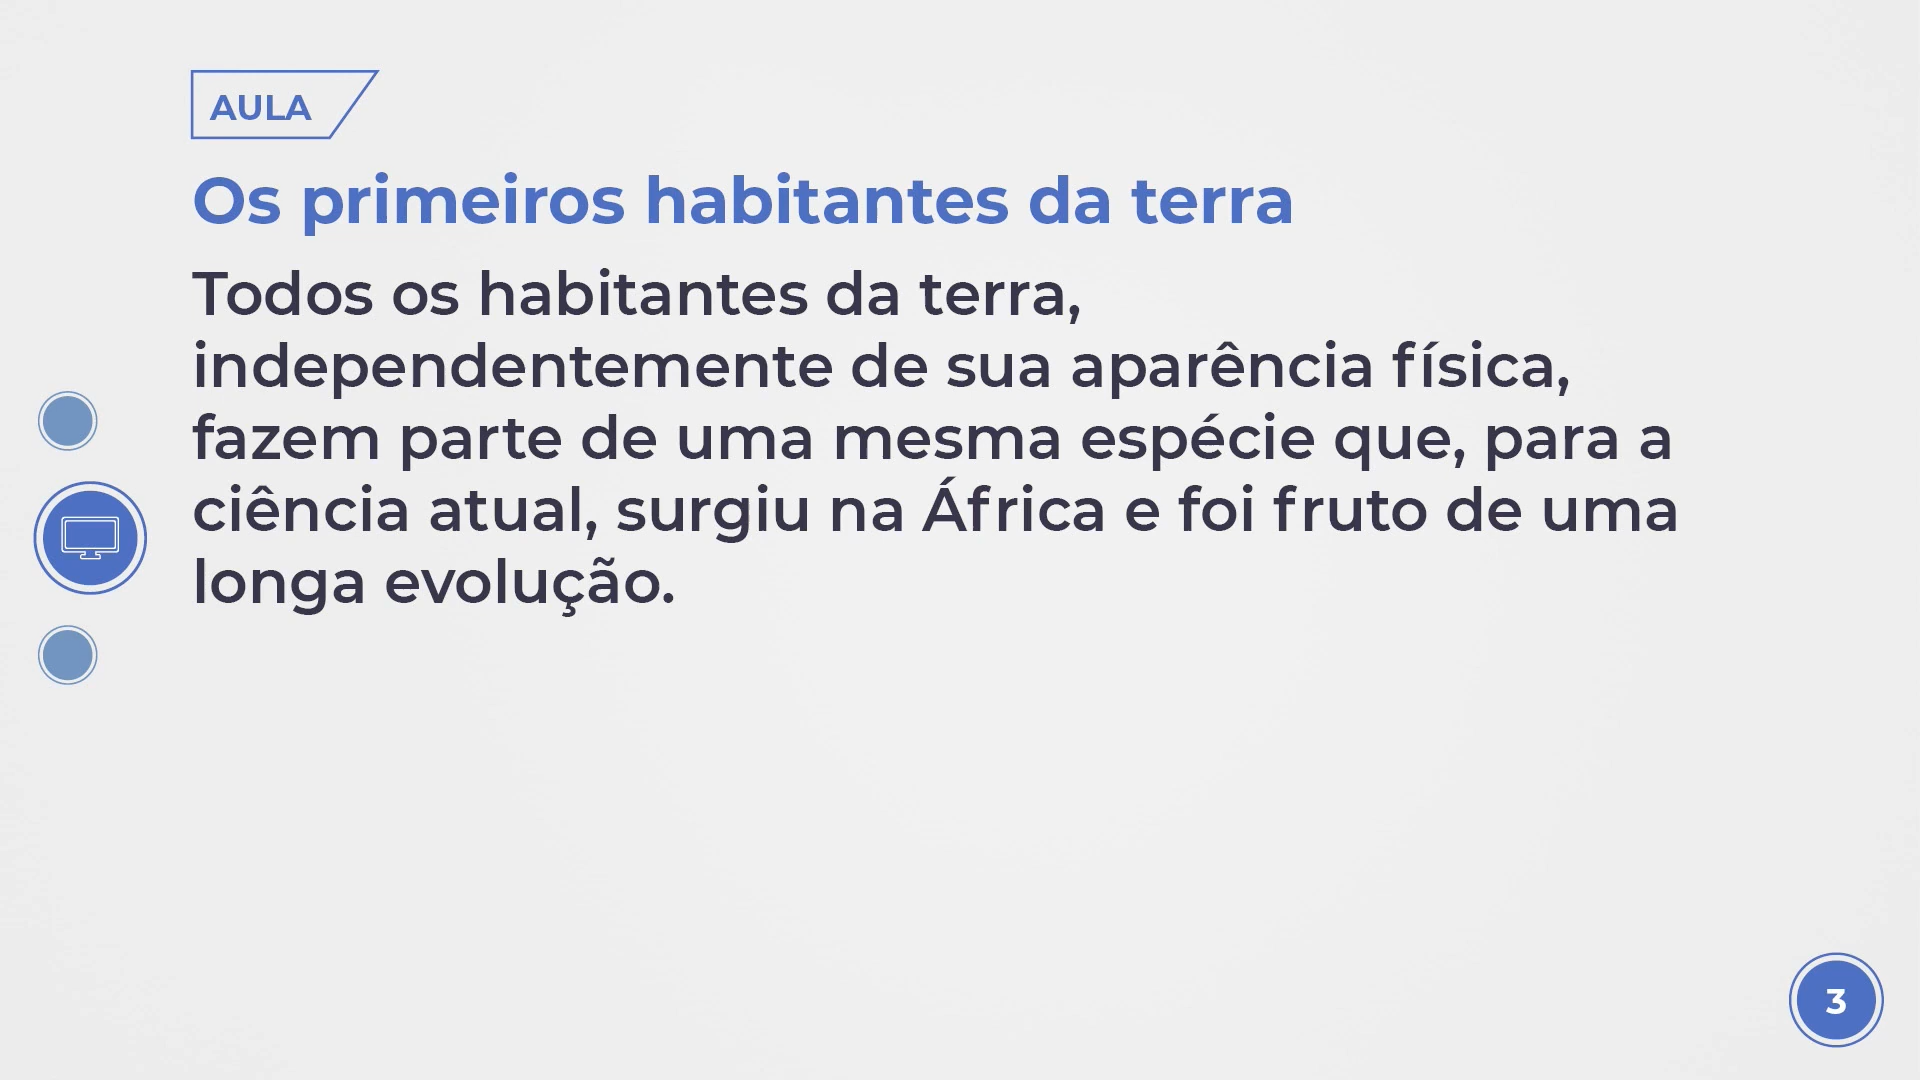 AULA
Os primeiros habitantes da terra
Todos os habitantes da terra,
independentemente de sua aparência física,
fazem parte de uma mesma espécie que, para a
ciência atual, surgiu na África e foi fruto de uma
longa evolução.
3